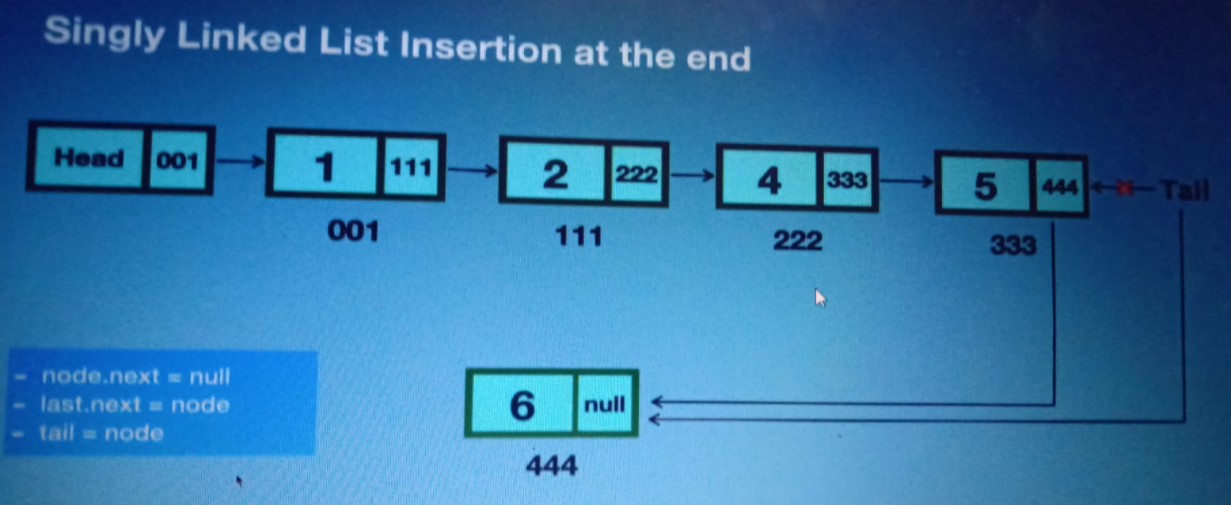 Singly Linked List Insertion at the end
Head 001 1 111 2 222 4 333 5 444 Tail
001 111 222 333
- node.next = null
- last.next = node
- tail = node
6 null
444